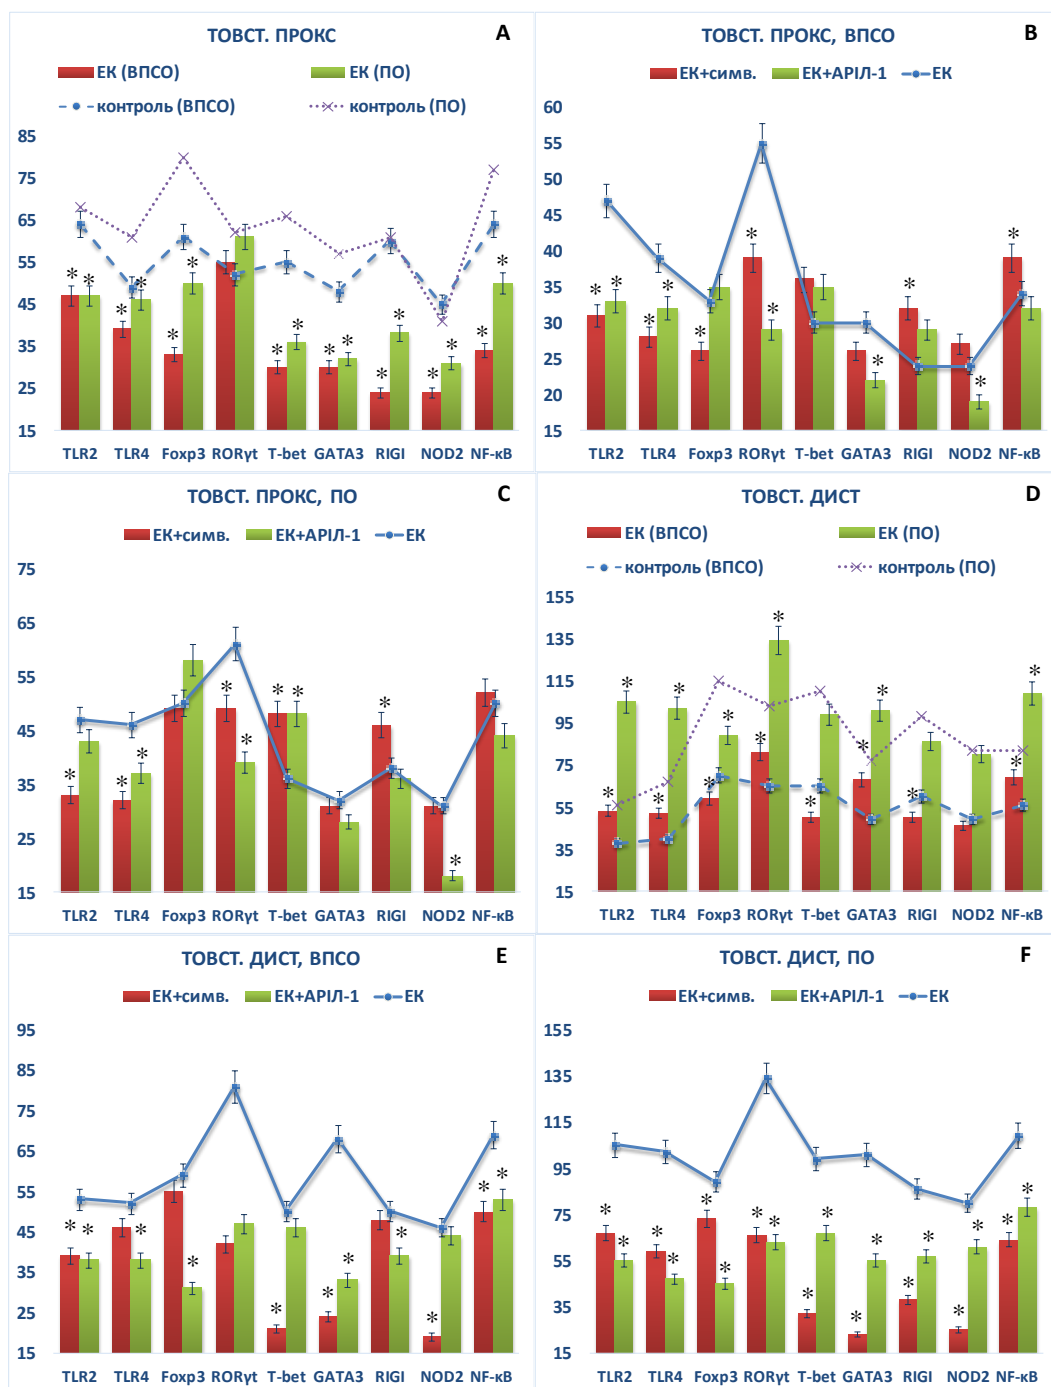 ТОВСТ. ПРОКС A
ЕК (ВПСО) ЕК (ПО)
контроль (ВПСО) контроль (ПО)
85
75
65
55
45
35
25
15
* * * * * * * * * * * * * * * *
TLR2 TLR4 Foxp3 RORγt T-bet GATA3 RIGI NOD2 NF-κB
ТОВСТ. ПРОКС, ВПСО B
ЕК+симв. ЕК+АРІЛ-1 ЕК
60
55
50
45
40
35
30
25
20
15
* * * * * * * * * * *
TLR2 TLR4 Foxp3 RORγt T-bet GATA3 RIGI NOD2 NF-κB
ТОВСТ. ПРОКС, ПО C
ЕК+симв. ЕК+АРІЛ-1 ЕК
75
65
55
45
35
25
15
* * * * * * * * *
TLR2 TLR4 Foxp3 RORγt T-bet GATA3 RIGI NOD2 NF-κB
ТОВСТ. ДИСТ D
ЕК (ВПСО) ЕК (ПО)
контроль (ВПСО) контроль (ПО)
155
135
115
95
75
55
35
15
* * * * * * * * * * * * * *
TLR2 TLR4 Foxp3 RORγt T-bet GATA3 RIGI NOD2 NF-κB
ТОВСТ. ДИСТ, ВПСО E
ЕК+симв. ЕК+АРІЛ-1 ЕК
95
85
75
65
55
45
35
25
15
* * * * * * * * * * *
TLR2 TLR4 Foxp3 RORγt T-bet GATA3 RIGI NOD2 NF-κB
ТОВСТ. ДИСТ, ПО F
ЕК+симв. ЕК+АРІЛ-1 ЕК
155
135
115
95
75
55
35
15
* * * * * * * * * * * * * * * * * *
TLR2 TLR4 Foxp3 RORγt T-bet GATA3 RIGI NOD2 NF-κB